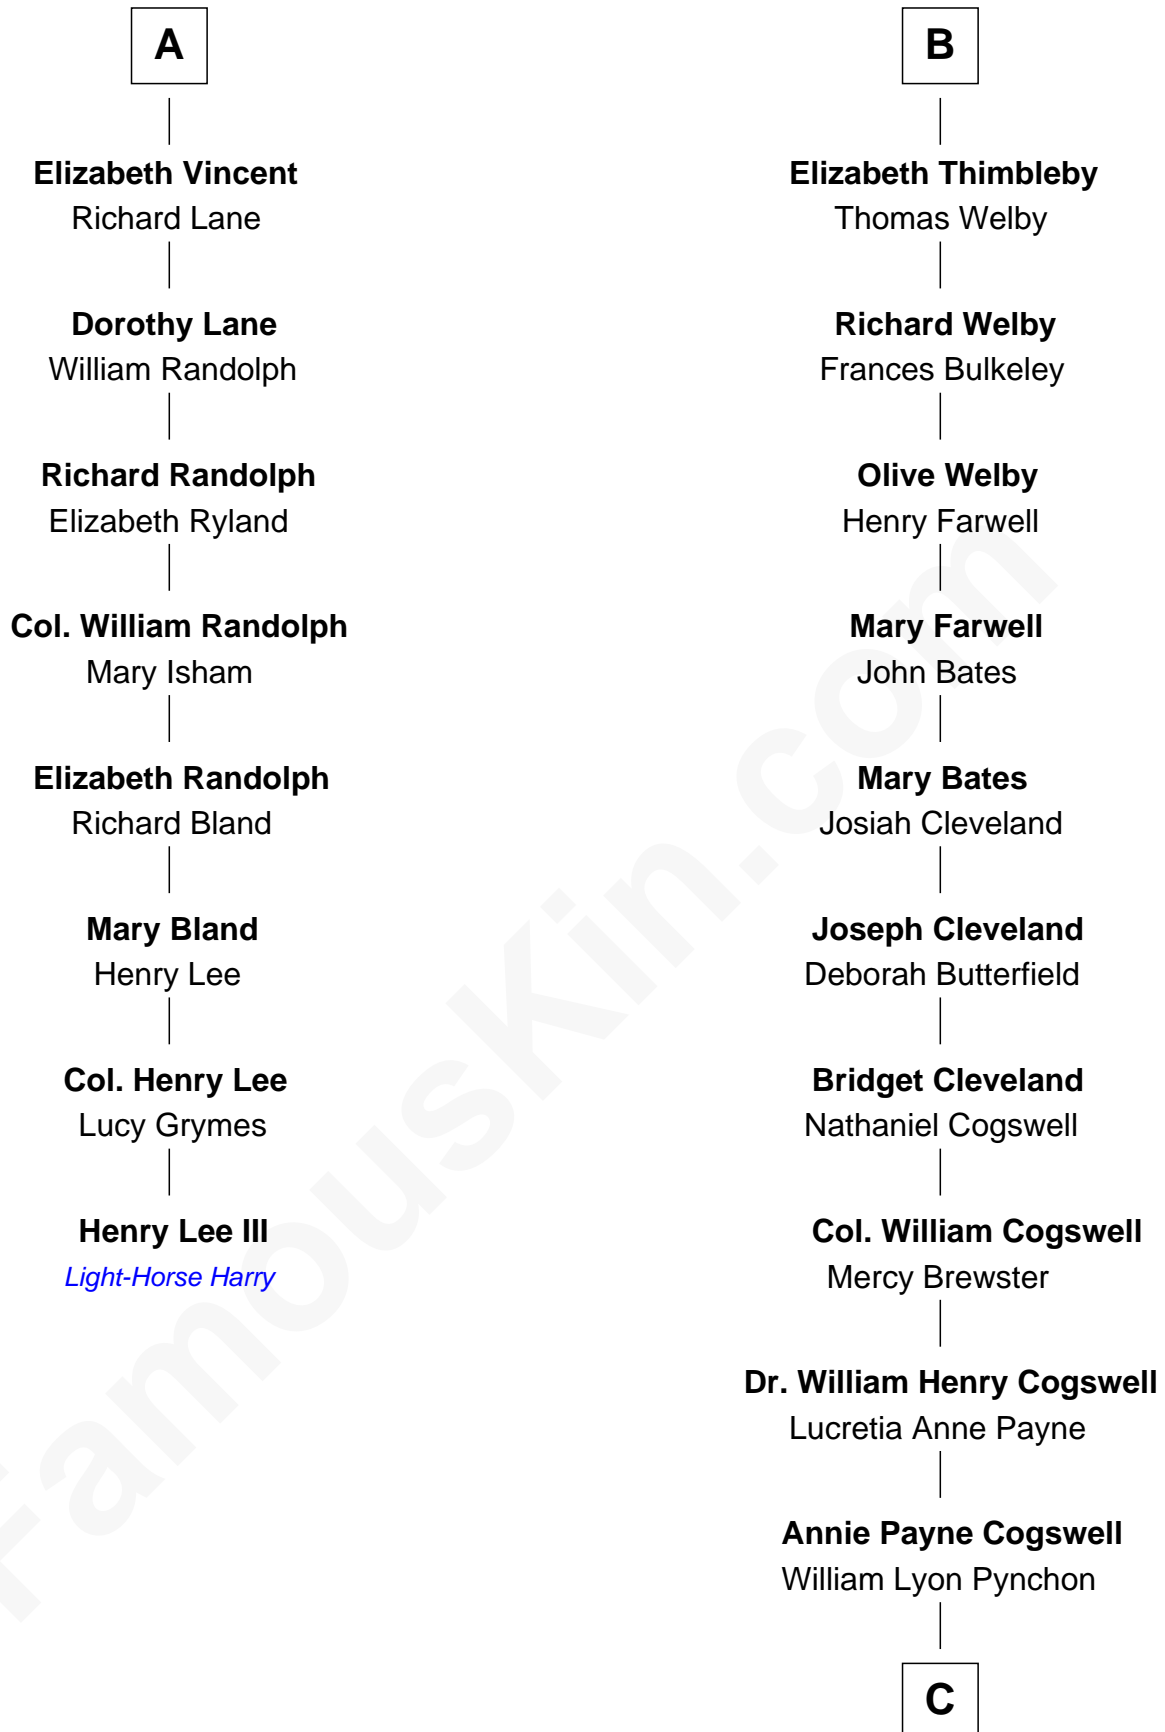 A
Elizabeth Vincent
Richard Lane
Dorothy Lane
William Randolph
Richard Randolph
Elizabeth Ryland
Col. William Randolph
Mary Isham
Elizabeth Randolph
Richard Bland
Mary Bland
Henry Lee
Col. Henry Lee
Lucy Grymes
Henry Lee III
Light-Horse Harry
B
Elizabeth Thimbleby
Thomas Welby
Richard Welby
Frances Bulkeley
Olive Welby
Henry Farwell
Mary Farwell
John Bates
Mary Bates
Josiah Cleveland
Joseph Cleveland
Deborah Butterfield
Bridget Cleveland
Nathaniel Cogswell
Col. William Cogswell
Mercy Brewster
Dr. William Henry Cogswell
Lucretia Anne Payne
Annie Payne Cogswell
William Lyon Pynchon
C
FamousKin.com